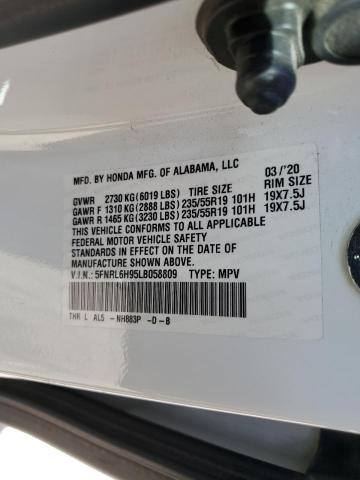 MFD. BY HONDA MFG. OF ALABAMA, LLC 03/'20
GVWR 2730 KG(6019 LBS) TIRE SIZE RIM SIZE
GAWR F 1310 KG(2888 LBS)235/55R19 101H 19X7.5J
GAWR R 1465 KG(3230 LBS)235/55R19 101H 19X7.5J
THIS VEHICLE CONFORMS TO ALL APPLICABLE
FEDERAL MOTOR VEHICLE SAFETY
STANDARDS IN EFFECT ON THE DATE OF
MANUFACTURE SHOWN ABOVE.
V.I.N.: 5FNRL6H95LB058809 TYPE: MPV
THR L AL5 -NH883P -D-B